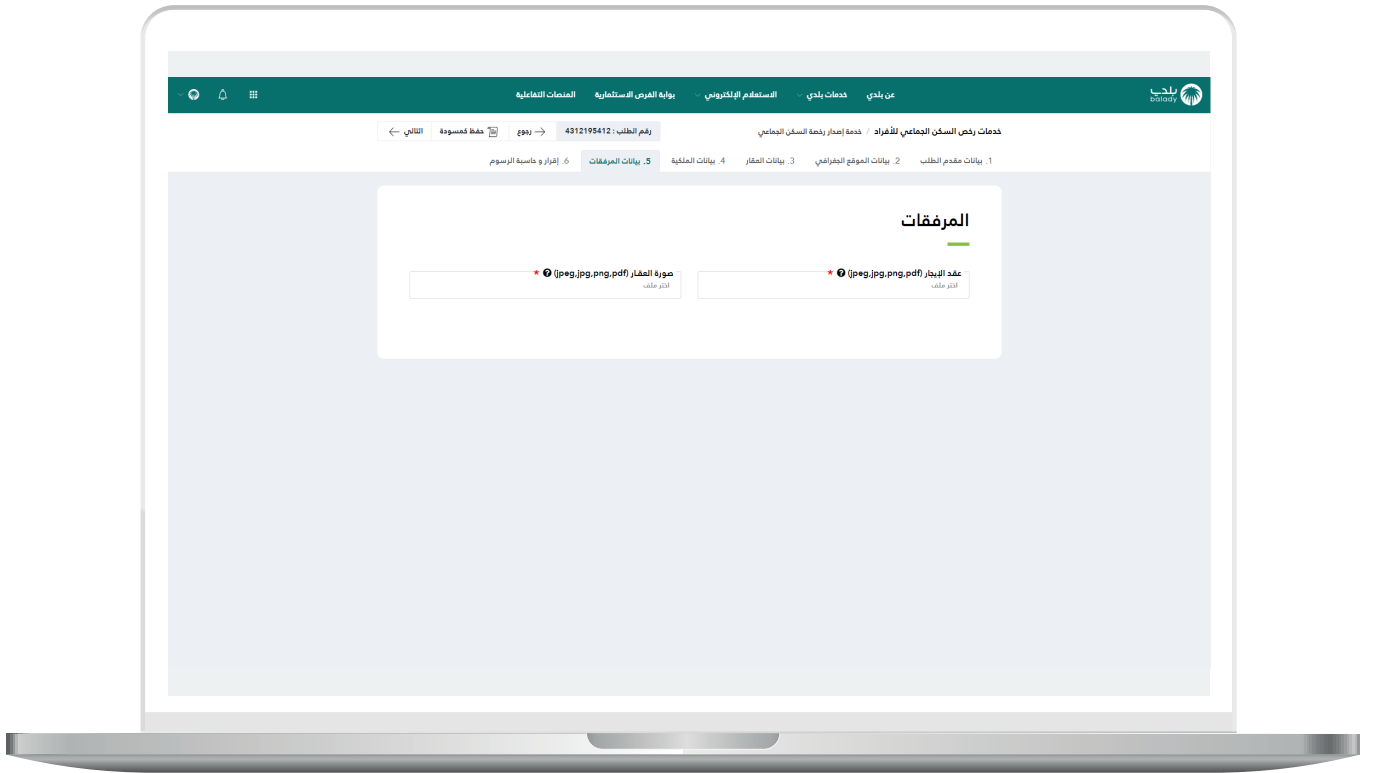 بلدي
balady
عن بلدي خدمات بلدي الاستعلام الإلكتروني بوابة الفرص الاستثمارية المنصات التفاعلية
خدمات رخص السكن الجماعي للأفراد / خدمة إصدار رخصة السكن الجماعي رقم الطلب : 4312195412 رجوع حفظ كمسودة التالي
1. بيانات مقدم الطلب 2. بيانات الموقع الجغرافي 3. بيانات العقار 4. بيانات الملكية 5. بيانات المرفقات 6. إقرار و حاسبة الرسوم
المرفقات
عقد الإيجار (jpeg,jpg,png,pdf) * صورة العقار (jpeg,jpg,png,pdf) *
اختر ملف اختر ملف